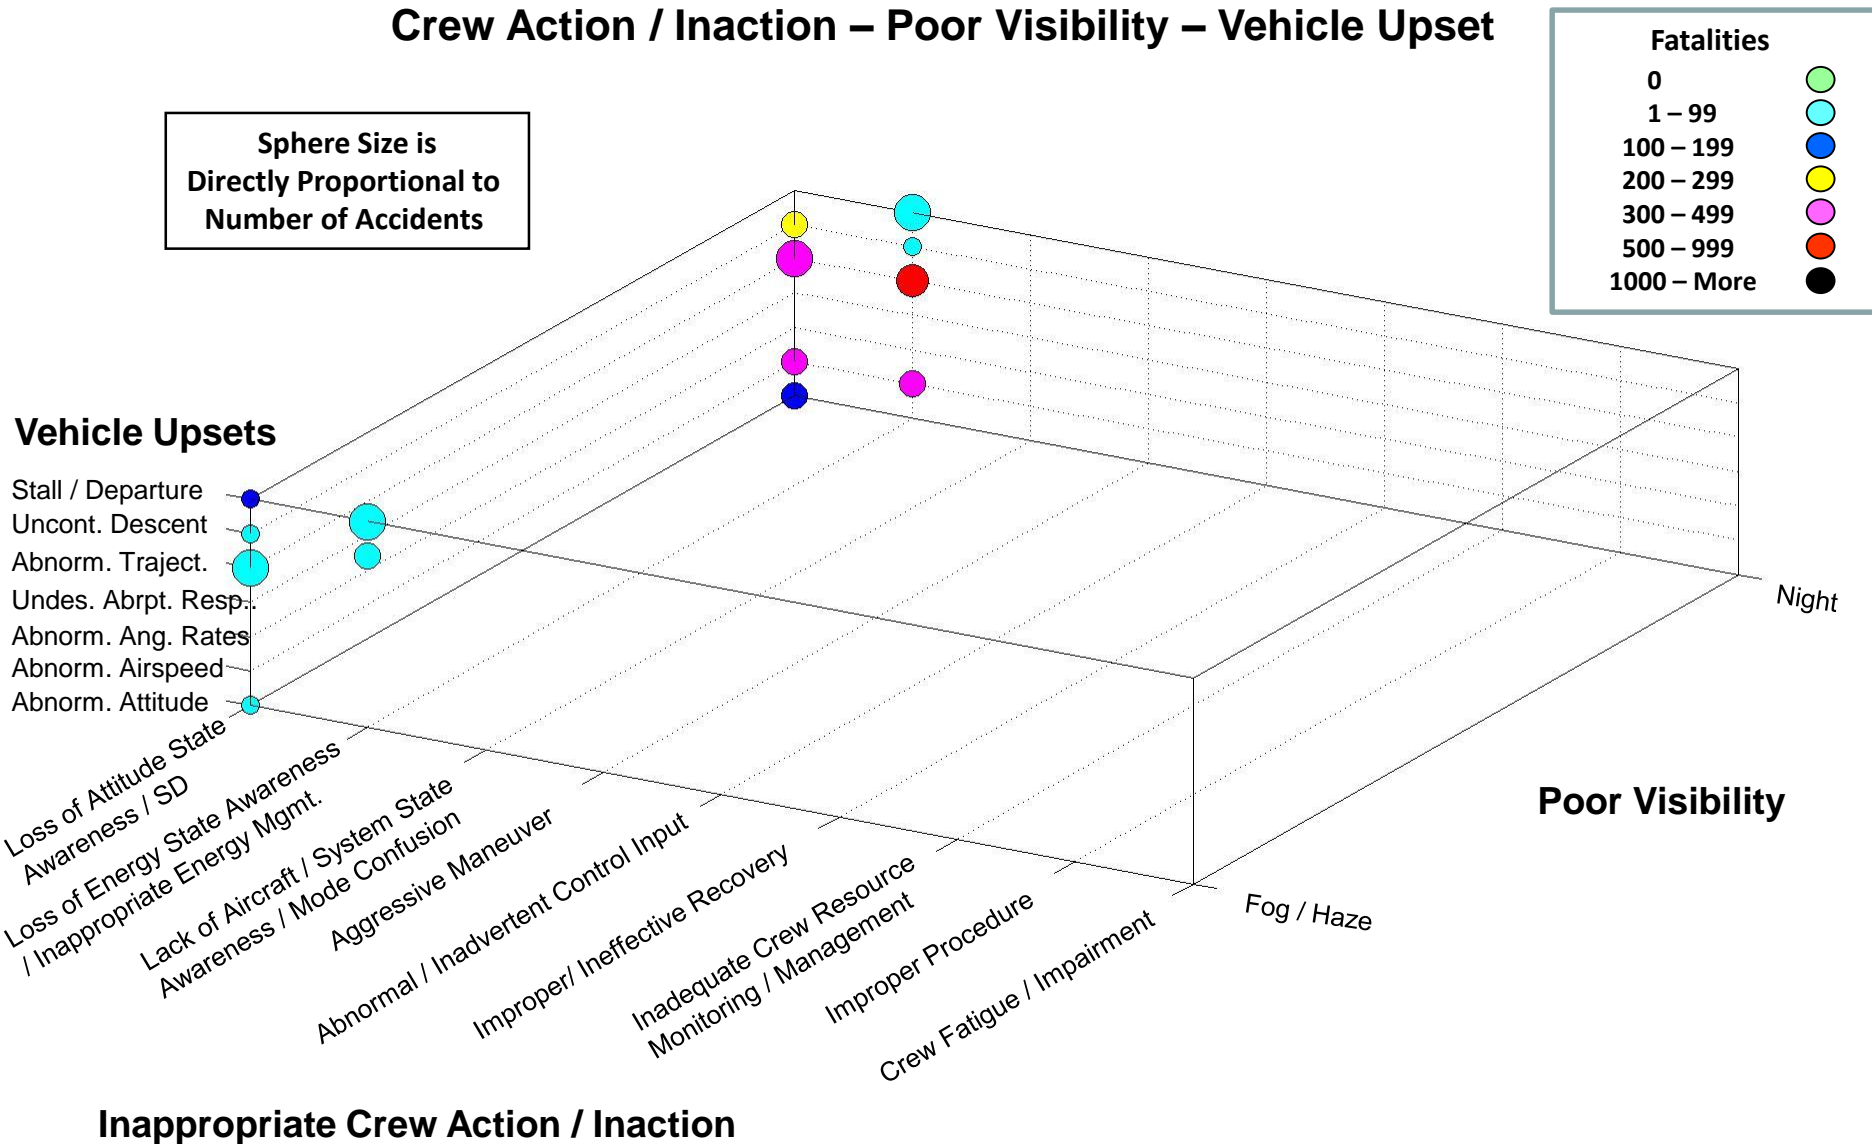 Crew Action / Inaction – Poor Visibility – Vehicle Upset
Fatalities
0
1 – 99
100 – 199
200 – 299
300 – 499
500 – 999
1000 – More
Sphere Size is
Directly Proportional to
Number of Accidents
Vehicle Upsets
Stall / Departure
Uncont. Descent
Abnorm. Traject.
Undes. Abrpt. Resp..
Abnorm. Ang. Rates
Abnorm. Airspeed
Abnorm. Attitude
Loss of Attitude State
Awareness / SD
Loss of Energy State Awareness
/ Inappropriate Energy Mgmt.
Lack of Aircraft / System State
Awareness / Mode Confusion
Aggressive Maneuver
Abnormal / Inadvertent Control Input
Improper/ Ineffective Recovery
Inadequate Crew Resource
Monitoring / Management
Improper Procedure
Crew Fatigue / Impairment
Night
Poor Visibility
Fog / Haze
Inappropriate Crew Action / Inaction